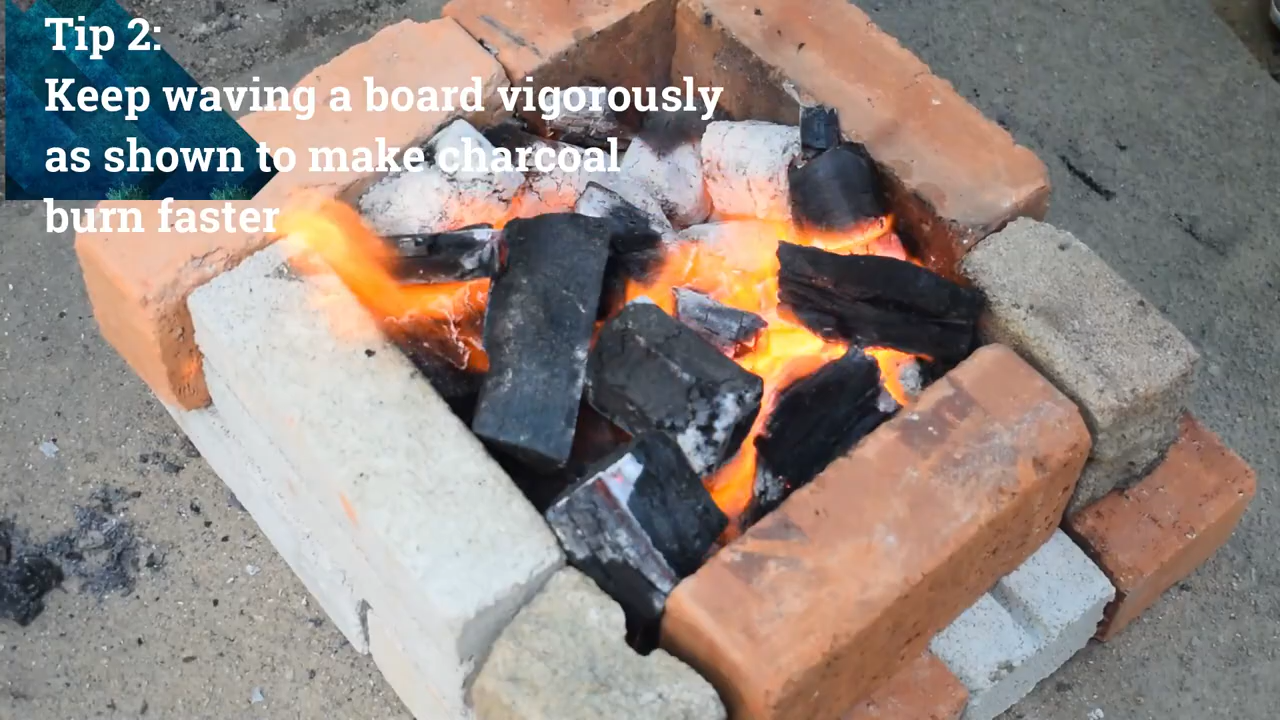 Tip 2:
Keep waving a board vigorously
as shown to make charcoal
burn faster